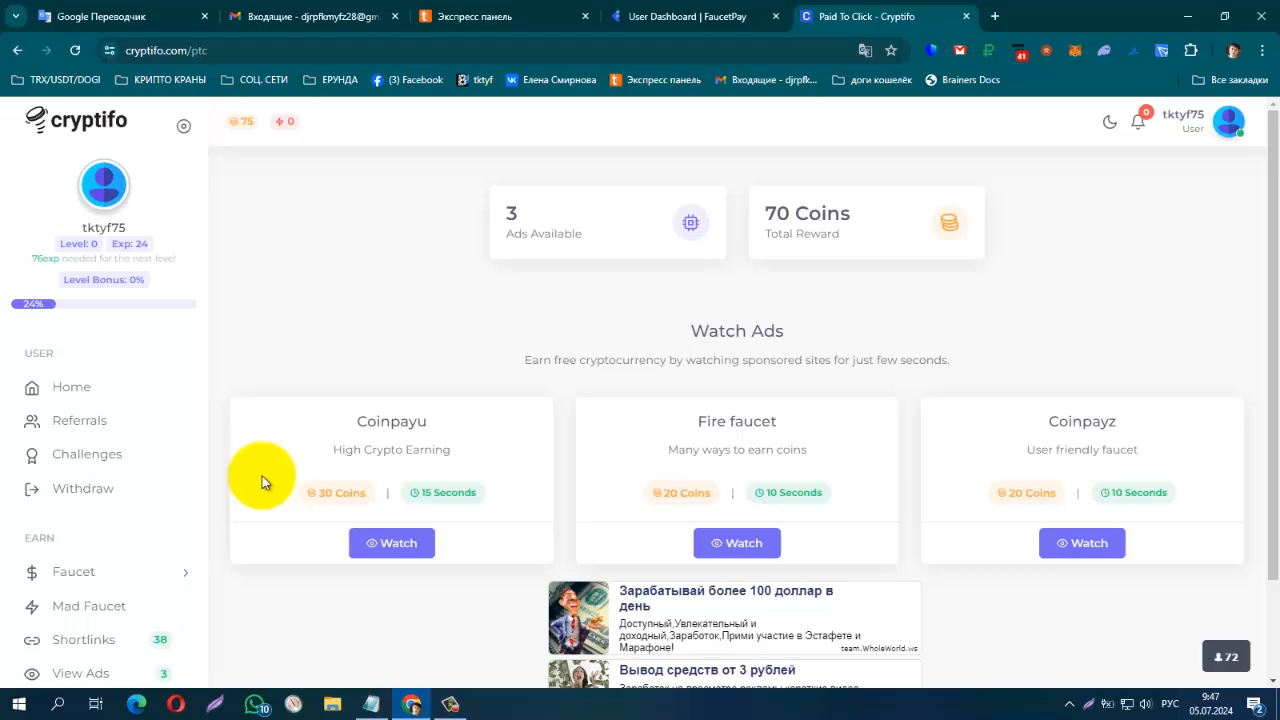 Google Переводчик
Входящие - djrpfkmyfz28@gm
Экспресс панель
User Dashboard | FaucetPay
Paid To Click - Cryptifo
cryptifo.com/ptc
41
TRX/USDT/DOGI
КРИПТО КРАНЫ
СОЦ. СЕТИ
ЕРУНДА
(3) Facebook
tktyf
Елена Смирнова
Экспресс панель
Входящие - djrpfk...
доги кошелёк
Brainers Docs
Все закладки
cryptifo
75
0
0
tktyf75
User
tktyf75
Level: 0
Exp: 24
76exp needed for the next level
Level Bonus: 0%
24%
USER
Home
Referrals
Challenges
Withdraw
EARN
Faucet
Mad Faucet
Shortlinks 38
View Ads 3
3
Ads Available
70 Coins
Total Reward
Watch Ads
Earn free cryptocurrency by watching sponsored sites for just few seconds.
Coinpayu
High Crypto Earning
30 Coins | 15 Seconds
Watch
Fire faucet
Many ways to earn coins
20 Coins | 10 Seconds
Watch
Coinpayz
User friendly faucet
20 Coins | 10 Seconds
Watch
Зарабатывай более 100 доллар в
день
Доступный,Увлекательный и
доходный,Заработок,Прими участие в Эстафете и
Марафоне!
team.WholeWorld.ws
Вывод средств от 3 рублей
72
10
РУС
9:47
05.07.2024
2